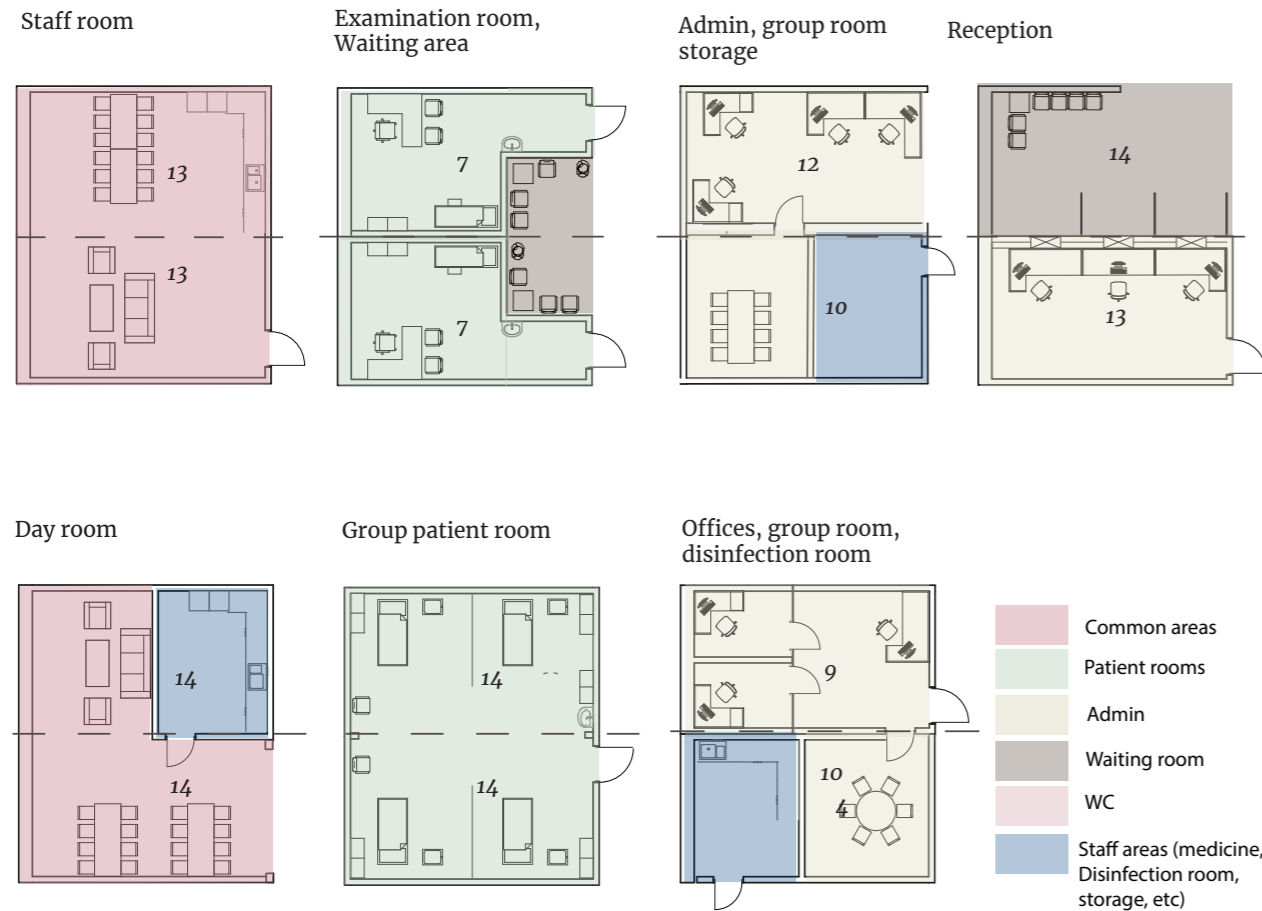 Staff room
Examination room,
Waiting area
Admin, group room
storage
Reception
13
13
7
7
12
10
14
13
Day room
Group patient room
Offices, group room,
disinfection room
14
14
14
14
9
10
4
Common areas
Patient rooms
Admin
Waiting room
WC
Staff areas (medicine,
Disinfection room,
storage, etc)